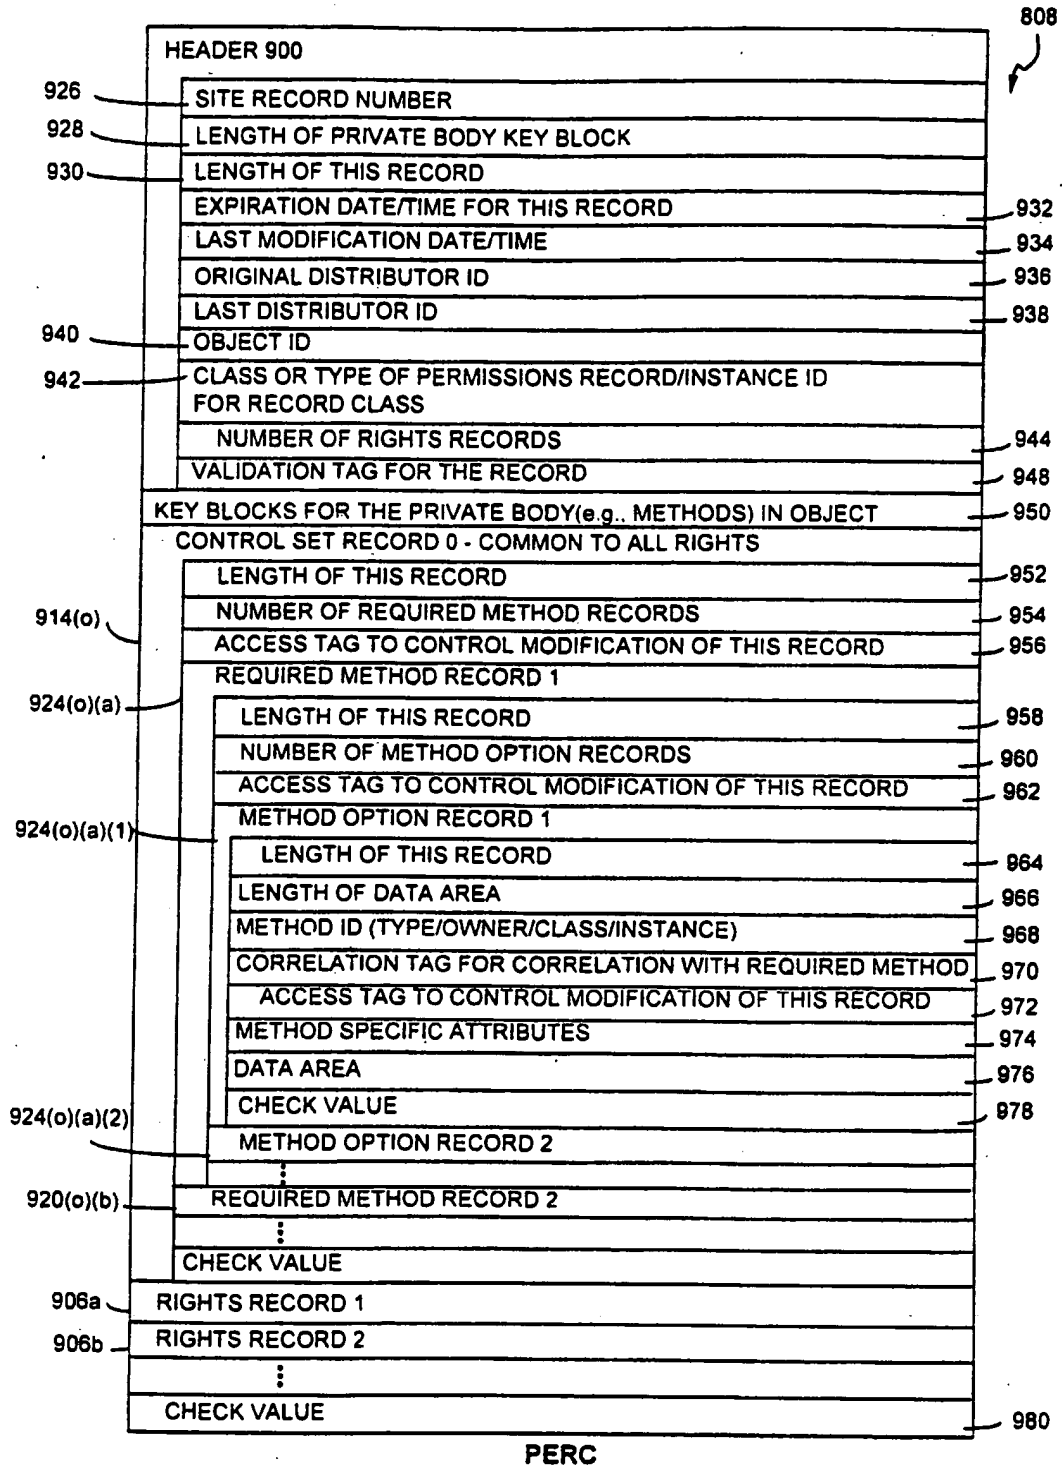 808
HEADER 900
926 SITE RECORD NUMBER
928 LENGTH OF PRIVATE BODY KEY BLOCK
930 LENGTH OF THIS RECORD
EXPIRATION DATE/TIME FOR THIS RECORD 932
LAST MODIFICATION DATE/TIME 934
ORIGINAL DISTRIBUTOR ID 936
LAST DISTRIBUTOR ID 938
940 OBJECT ID
942 CLASS OR TYPE OF PERMISSIONS RECORD/INSTANCE ID
FOR RECORD CLASS
NUMBER OF RIGHTS RECORDS 944
VALIDATION TAG FOR THE RECORD 948
KEY BLOCKS FOR THE PRIVATE BODY(e.g., METHODS) IN OBJECT 950
CONTROL SET RECORD 0 - COMMON TO ALL RIGHTS
LENGTH OF THIS RECORD 952
914(o) NUMBER OF REQUIRED METHOD RECORDS 954
ACCESS TAG TO CONTROL MODIFICATION OF THIS RECORD 956
REQUIRED METHOD RECORD 1
924(o)(a) LENGTH OF THIS RECORD 958
NUMBER OF METHOD OPTION RECORDS 960
ACCESS TAG TO CONTROL MODIFICATION OF THIS RECORD 962
924(o)(a)(1) METHOD OPTION RECORD 1
LENGTH OF THIS RECORD 964
LENGTH OF DATA AREA 966
METHOD ID (TYPE/OWNER/CLASS/INSTANCE) 968
CORRELATION TAG FOR CORRELATION WITH REQUIRED METHOD 970
ACCESS TAG TO CONTROL MODIFICATION OF THIS RECORD 972
METHOD SPECIFIC ATTRIBUTES 974
DATA AREA 976
CHECK VALUE 978
924(o)(a)(2) METHOD OPTION RECORD 2
920(o)(b) REQUIRED METHOD RECORD 2
CHECK VALUE
906a RIGHTS RECORD 1
906b RIGHTS RECORD 2
CHECK VALUE 980
PERC